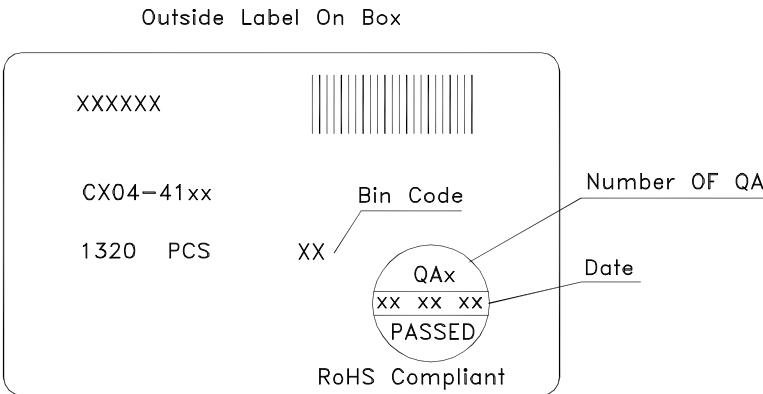 Outside Label On Box
XXXXXX
CX04-41xx
Bin Code
Number OF QA
1320 PCS
XX
QAx
Date
XX XX XX
PASSED
RoHS Compliant